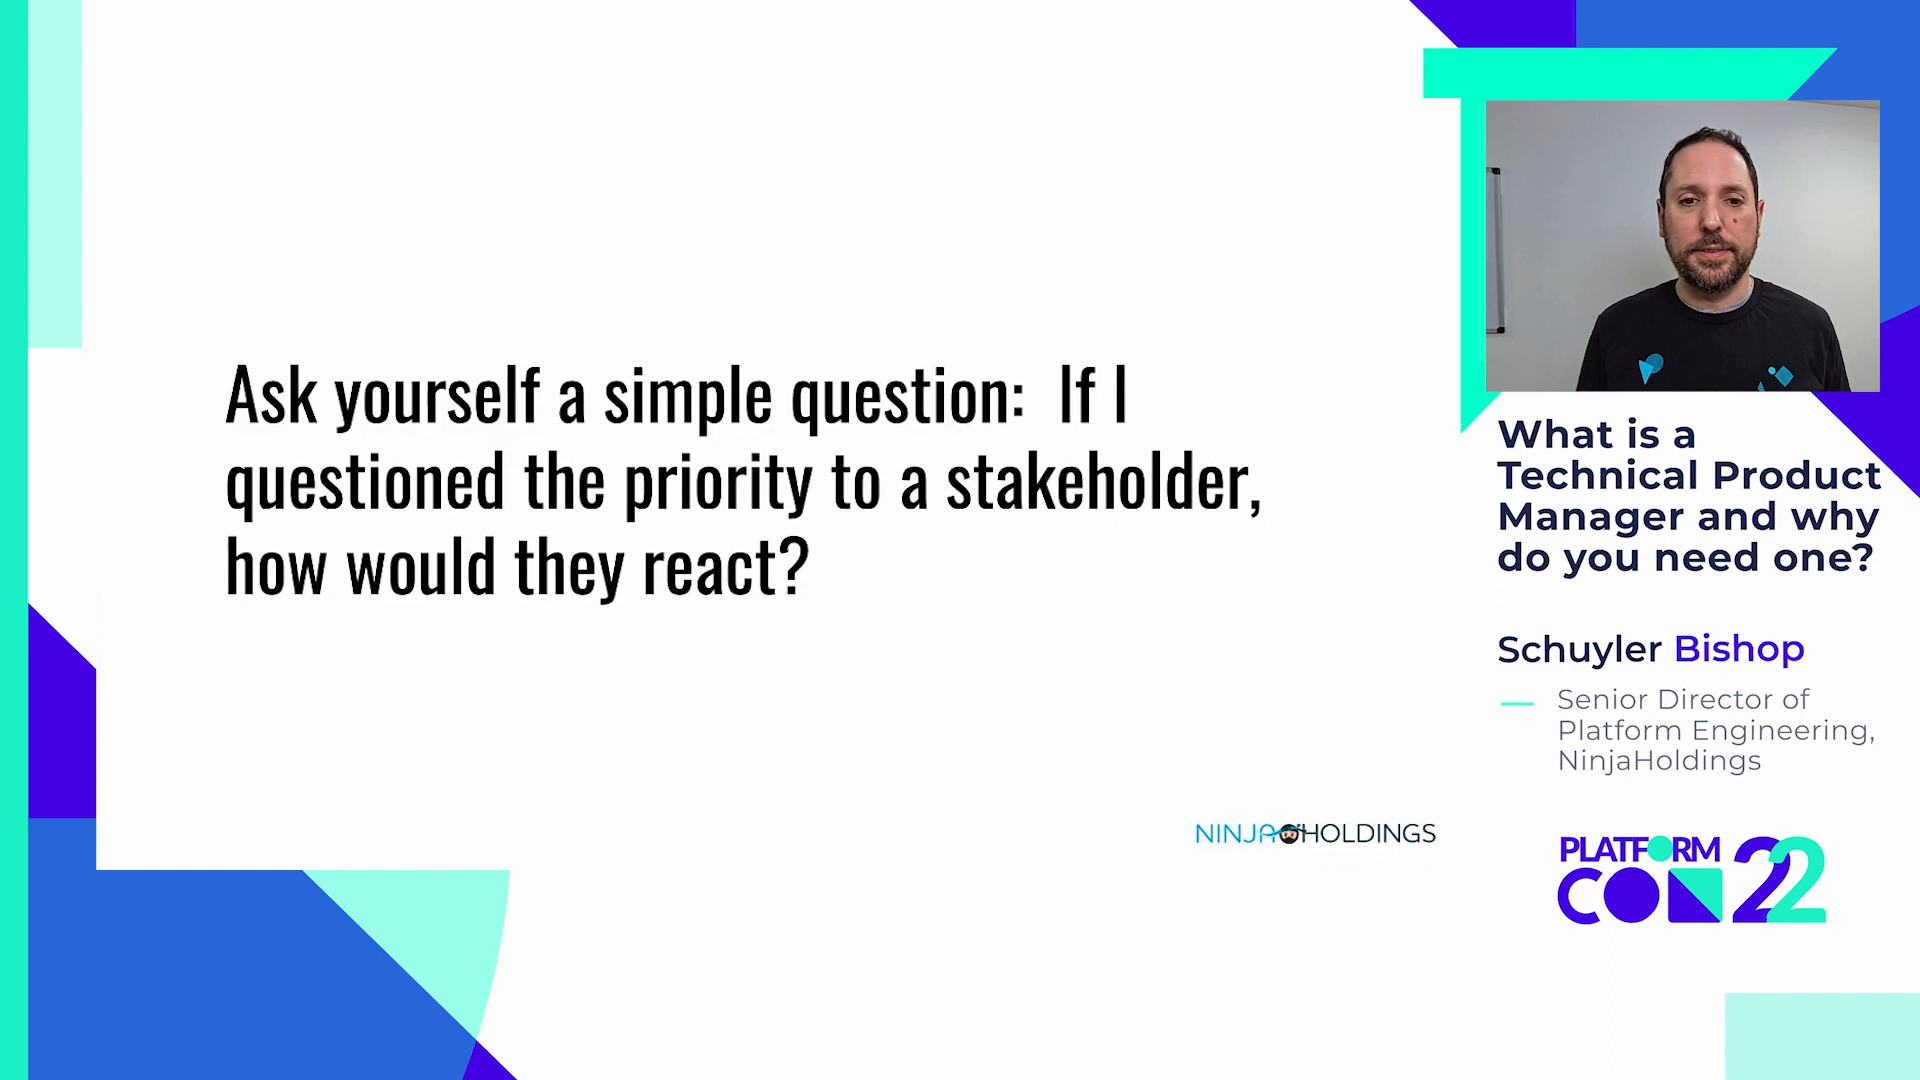 Ask yourself a simple question:  If I
questioned the priority to a stakeholder,
how would they react?
NINJA HOLDINGS
What is a
Technical Product
Manager and why
do you need one?
Schuyler Bishop
Senior Director of
Platform Engineering,
NinjaHoldings
PLATFORM
CON 22